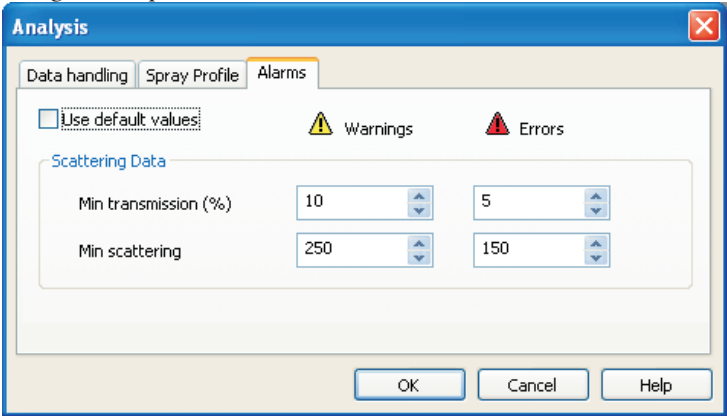 Analysis
Data handling Spray Profile Alarms
Use default values Warnings Errors
Scattering Data
Min transmission (%) 10 5
Min scattering 250 150
OK Cancel Help